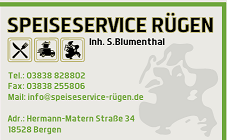 SPEISESERVICE RÜGEN
Inh. S.Blumenthal
Tel.: 03838 828802
Fax: 03838 255806
Mail: info@speiseservice-rügen.de
Adr.: Hermann-Matern Straße 34
18528 Bergen